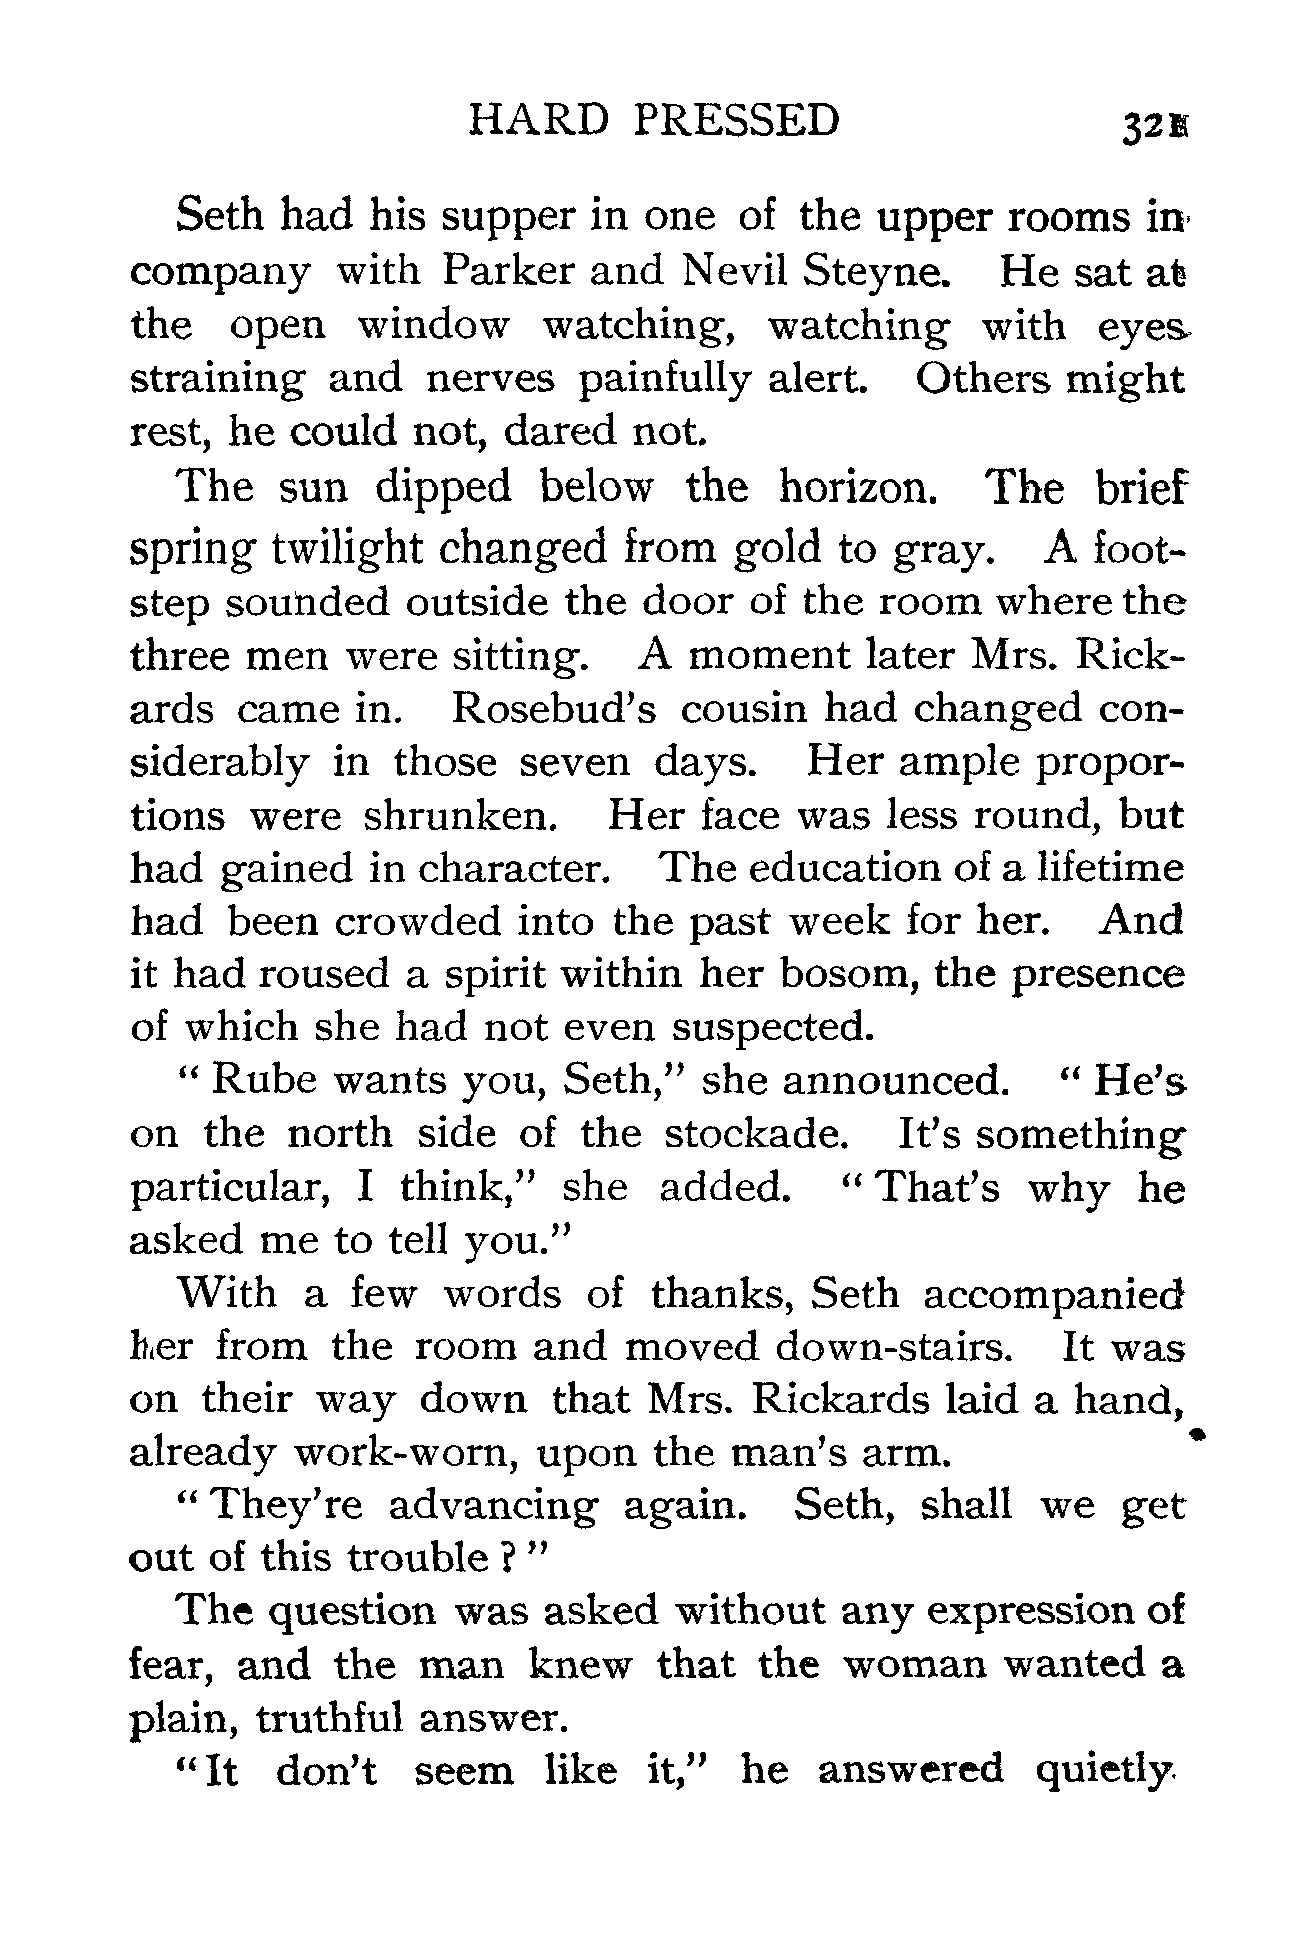 HARD PRESSED 321
Seth had his supper in one of the upper rooms in
company with Parker and Nevil Steyne. He sat at
the open window watching, watching with eyes
straining and nerves painfully alert. Others might
rest, he could not, dared not.
The sun dipped below the horizon. The brief
spring twilight changed from gold to gray. A foot-
step sounded outside the door of the room where the
three men were sitting. A moment later Mrs. Rick-
ards came in. Rosebud's cousin had changed con-
siderably in those seven days. Her ample propor-
tions were shrunken. Her face was less round, but
had gained in character. The education of a lifetime
had been crowded into the past week for her. And
it had roused a spirit within her bosom, the presence
of which she had not even suspected.
" Rube wants you, Seth," she announced. " He's
on the north side of the stockade. It's something
particular, I think," she added. " That's why he
asked me to tell you."
With a few words of thanks, Seth accompanied
her from the room and moved down-stairs. It was
on their way down that Mrs. Rickards laid a hand,
already work-worn, upon the man's arm.
" They're advancing again. Seth, shall we get
out of this trouble ? "
The question was asked without any expression of
fear, and the man knew that the woman wanted a
plain, truthful answer.
" It don't seem like it," he answered quietly.